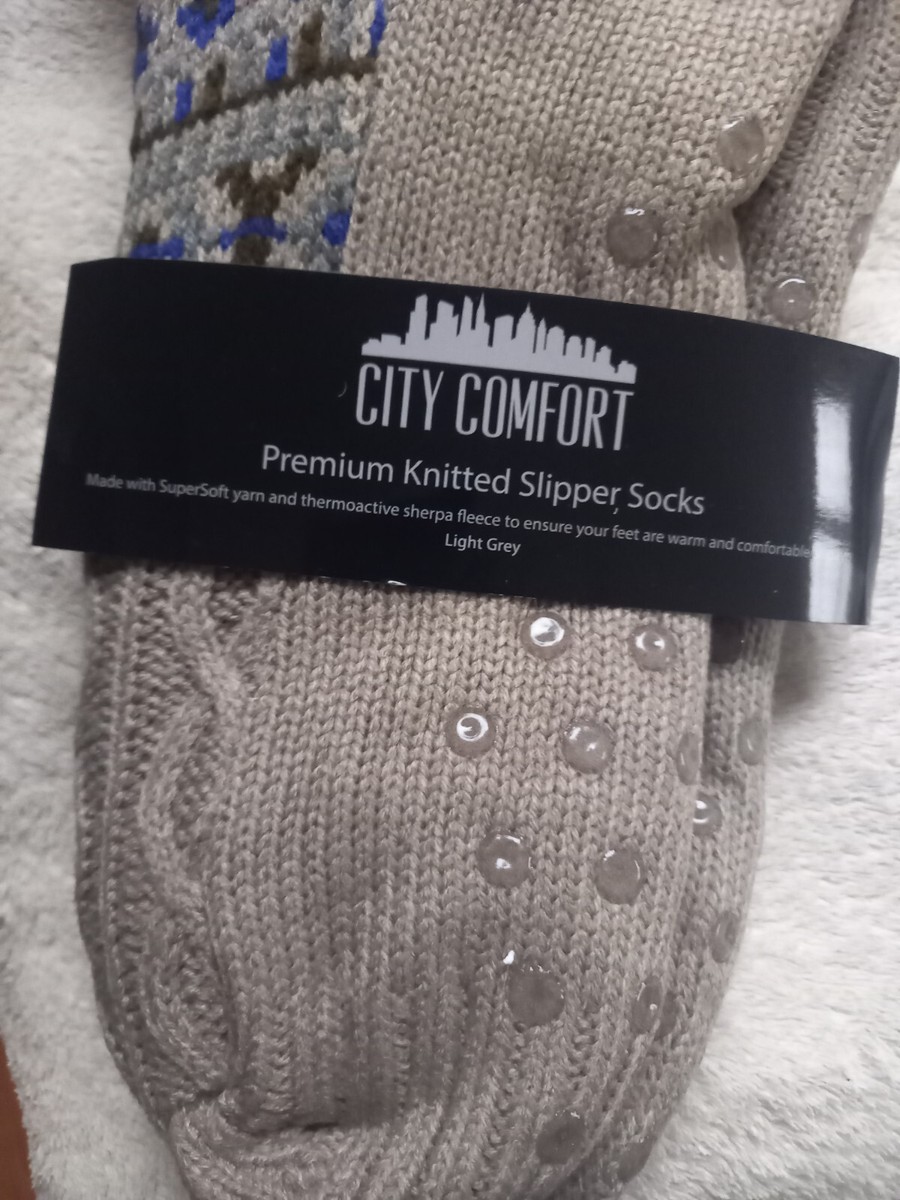 CITY COMFORT
Premium Knitted Slipper Socks
Made with SuperSoft yarn and thermoactive sherpa fleece to ensure your feet are warm and comfortable
Light Grey